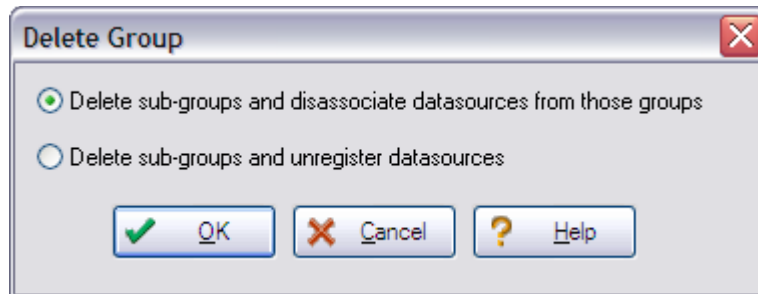 Delete Group
Delete sub-groups and disassociate datasources from those groups
Delete sub-groups and unregister datasources
OK Cancel Help